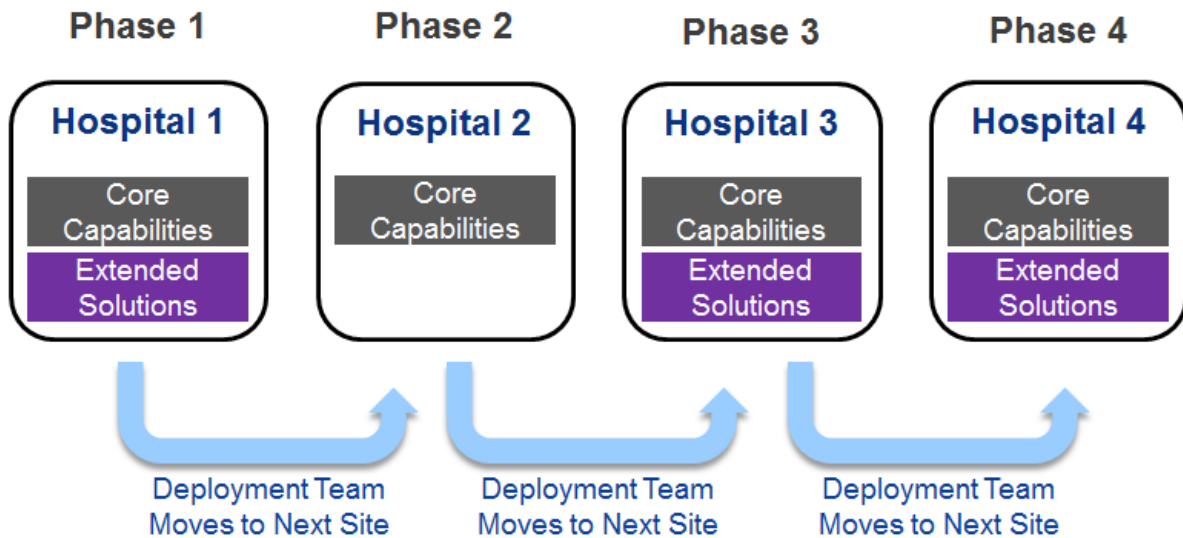 Phase 1
Phase 2
Phase 3
Phase 4
Hospital 1
Core
Capabilities
Extended
Solutions
Hospital 2
Core
Capabilities
Hospital 3
Core
Capabilities
Extended
Solutions
Hospital 4
Core
Capabilities
Extended
Solutions
Deployment Team
Moves to Next Site
Deployment Team
Moves to Next Site
Deployment Team
Moves to Next Site